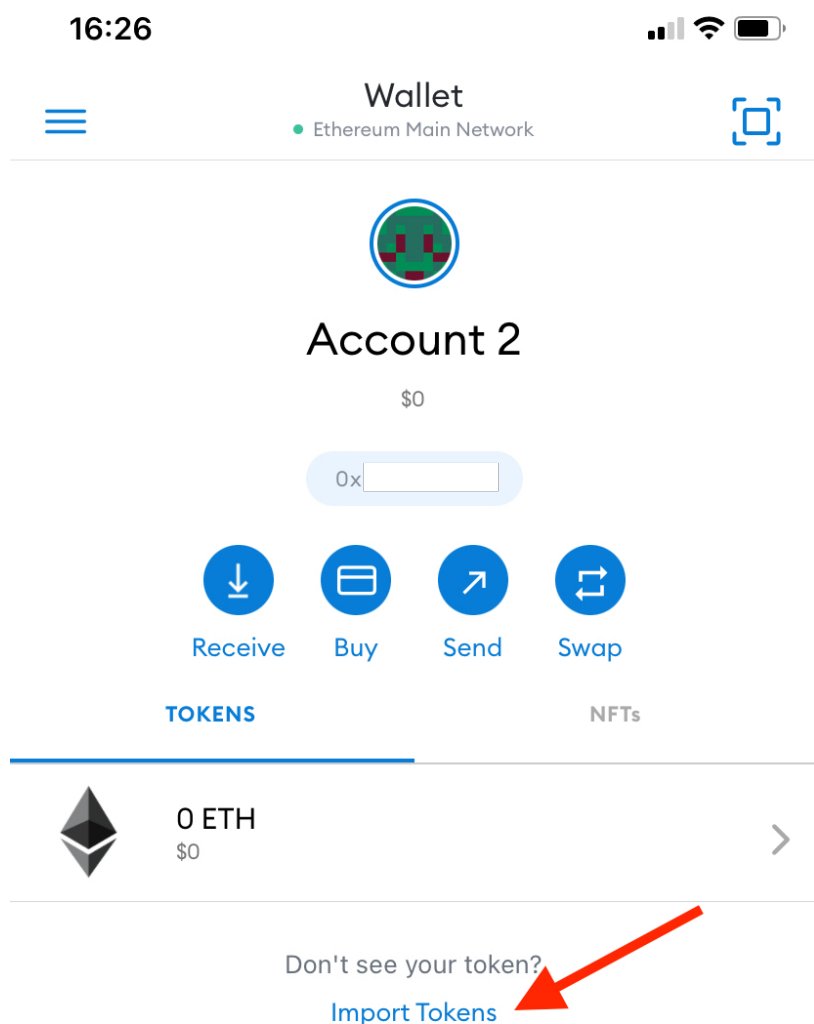 16:26
Wallet
Ethereum Main Network
Account 2
$0
0x
Receive Buy Send Swap
TOKENS NFTs
0 ETH
$0
Don't see your token?
Import Tokens